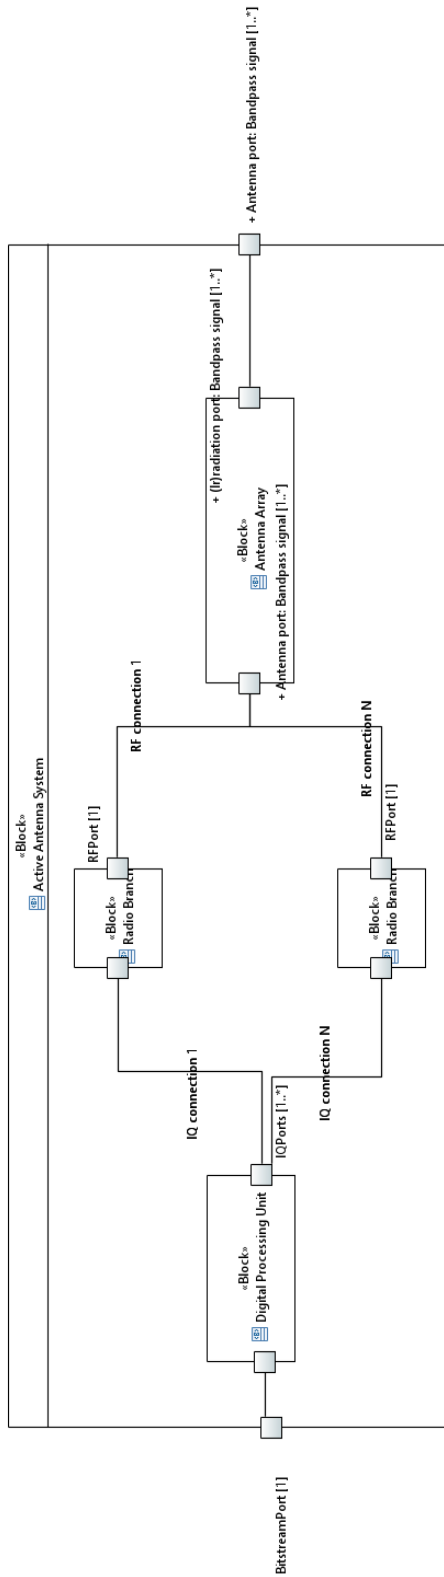 «Block»
Active Antenna System
BitstreamPort [1]
«Block»
Digital Processing Unit
IQPorts [1..*]
IQ connection 1
IQ connection N
«Block»
Radio Branch
RFPort [1]
«Block»
Radio Branch
RFPort [1]
RF connection 1
RF connection N
«Block»
Antenna Array
+ Antenna port: Bandpass signal [1..*]
+ (Ir)radiation port: Bandpass signal [1..*]
+ Antenna port: Bandpass signal [1..*]